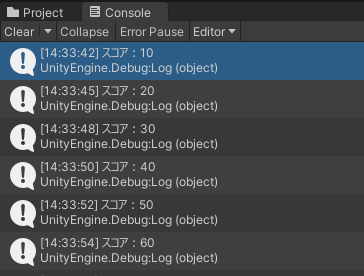 Project Console
Clear Collapse Error Pause Editor
[14:33:42] スコア：10
UnityEngine.Debug:Log (object)
[14:33:45] スコア：20
UnityEngine.Debug:Log (object)
[14:33:48] スコア：30
UnityEngine.Debug:Log (object)
[14:33:50] スコア：40
UnityEngine.Debug:Log (object)
[14:33:52] スコア：50
UnityEngine.Debug:Log (object)
[14:33:54] スコア：60
UnityEngine.Debug:Log (object)